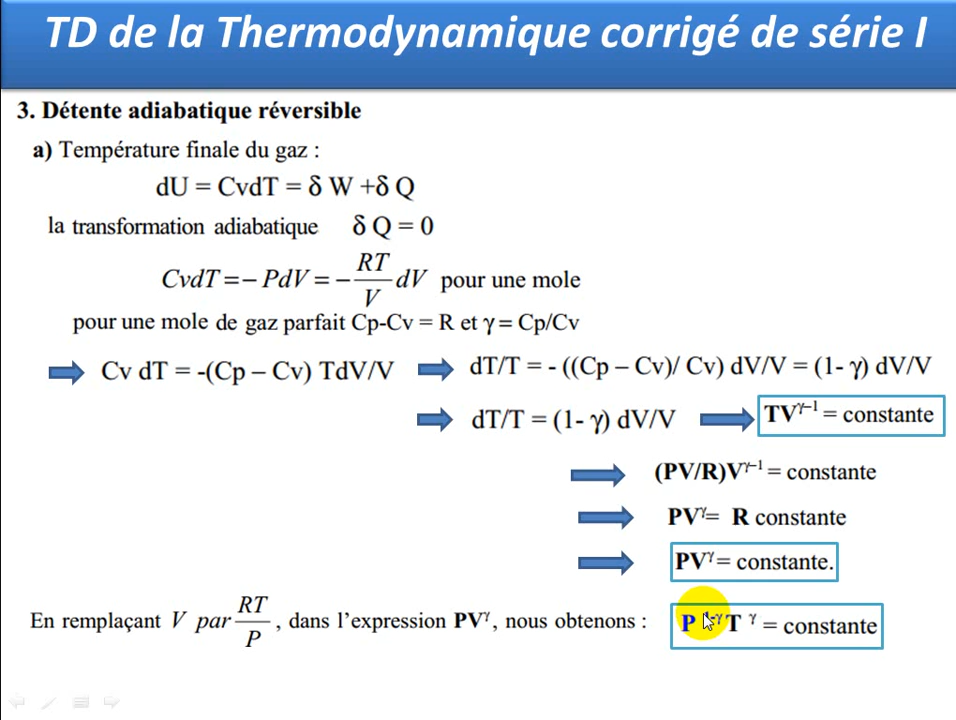 TD de la Thermodynamique corrigé de série I
3. Détente adiabatique réversible
a) Température finale du gaz :
dU = CvdT = δ W +δ Q
la transformation adiabatique δ Q = 0
CvdT = − PdV = − RT/V dV pour une mole
pour une mole de gaz parfait Cp-Cv = R et γ = Cp/Cv
Cv dT = -(Cp – Cv) TdV/V dT/T = - ((Cp – Cv)/ Cv) dV/V = (1- γ) dV/V
dT/T = (1- γ) dV/V TV^γ−1 = constante
(PV/R)V^γ−1 = constante
PV^γ= R constante
PV^γ = constante.
En remplaçant V par RT/P , dans l’expression PV^γ, nous obtenons : P T^γ = constante